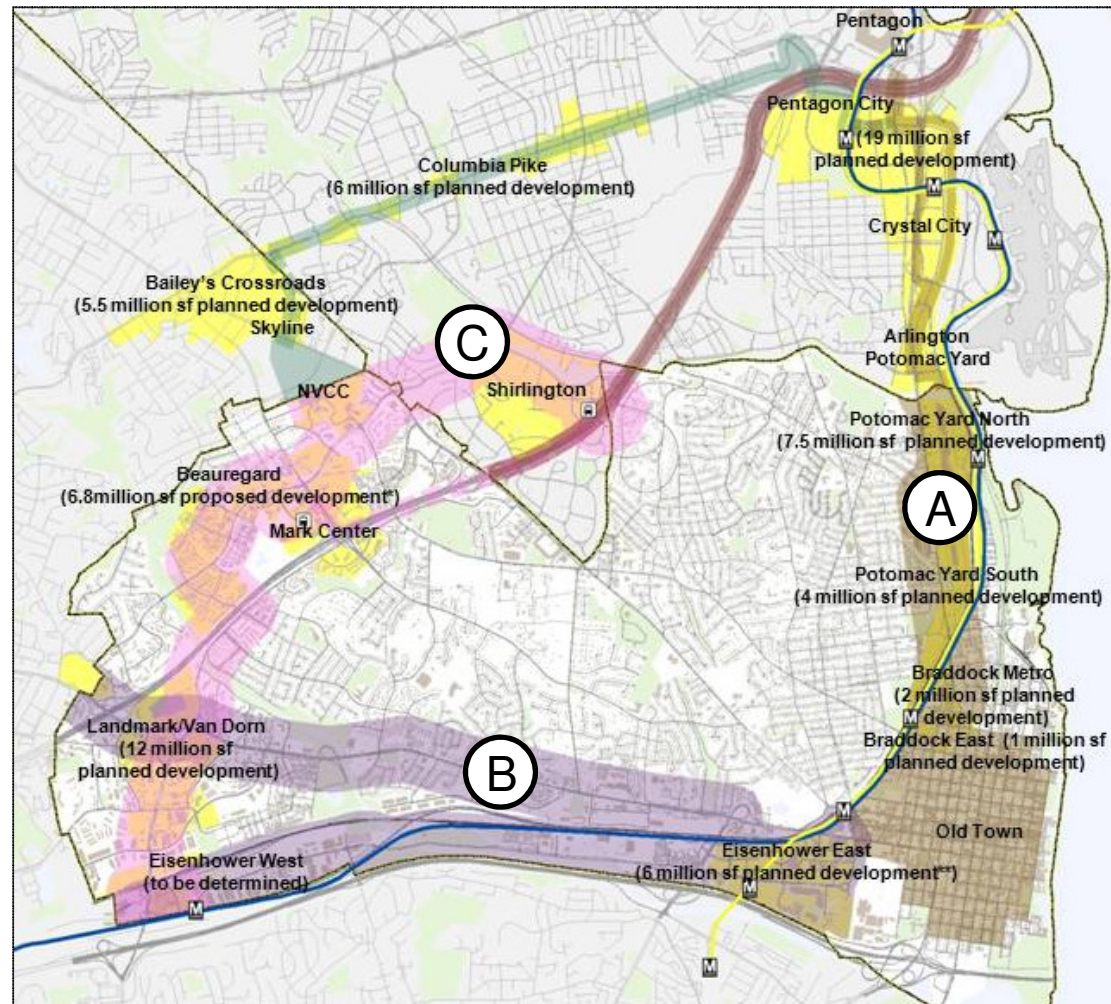 Pentagon
M
Pentagon City
M
(19 million sf
planned development)
M
Columbia Pike
(6 million sf planned development)
Crystal City
M
Bailey's Crossroads
(5.5 million sf planned development)
Skyline
C
Arlington
Potomac Yard
NVCC
Shirlington
Potomac Yard North
(7.5 million sf planned development)
M
Beauregard
(6.8million sf proposed development*)
A
Mark Center
Potomac Yard South
(4 million sf planned development)
Braddock Metro
(2 million sf planned
M
development)
Braddock East (1 million sf
planned development)
Landmark/Van Dorn
(12 million sf
planned development)
B
M
Old Town
Eisenhower West
(to be determined)
Eisenhower East
(6 million sf planned development**)
M
M
M